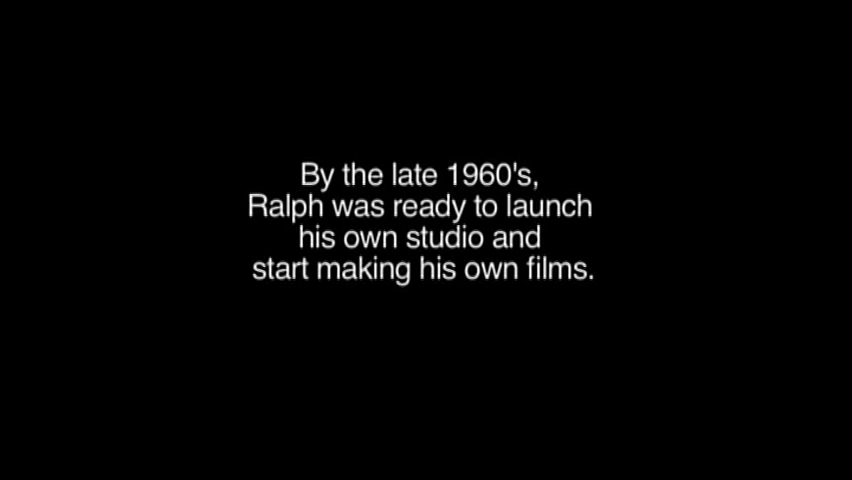 By the late 1960's,
Ralph was ready to launch
his own studio and
start making his own films.